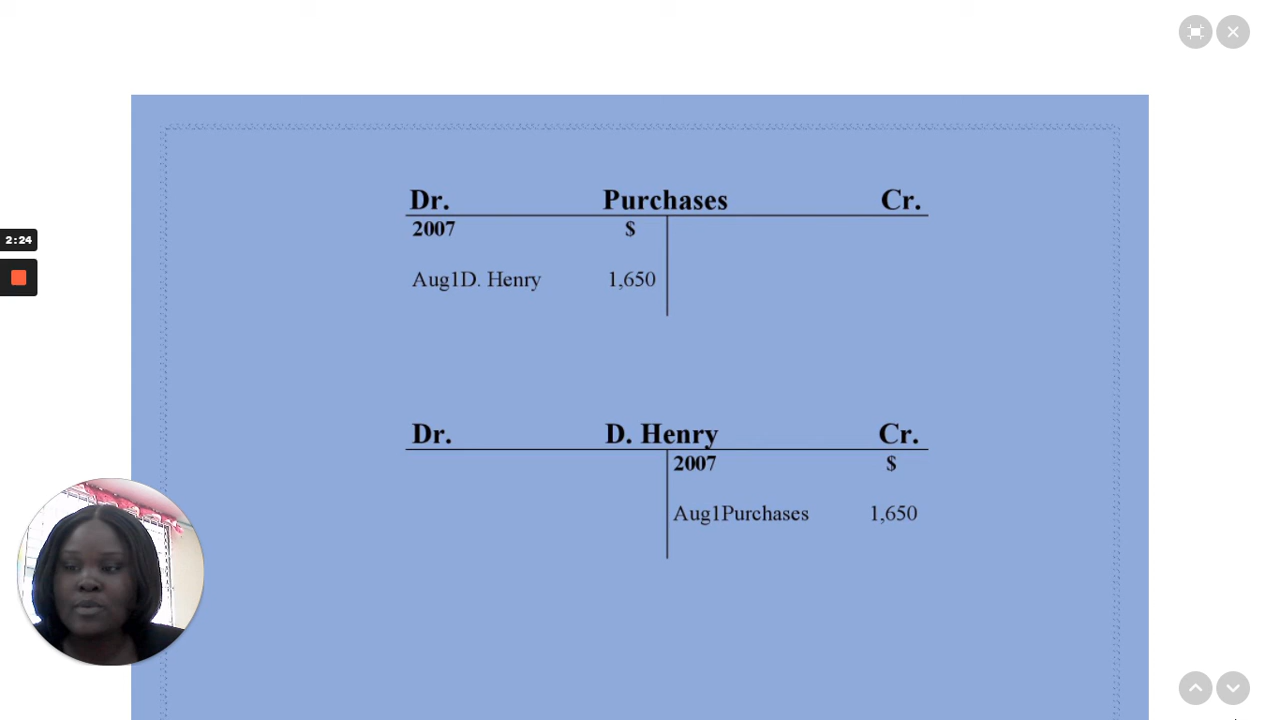 Dr. Purchases Cr.
2007 $
Aug1D. Henry 1,650
2:24
Dr. D. Henry Cr.
2007 $
Aug1Purchases 1,650